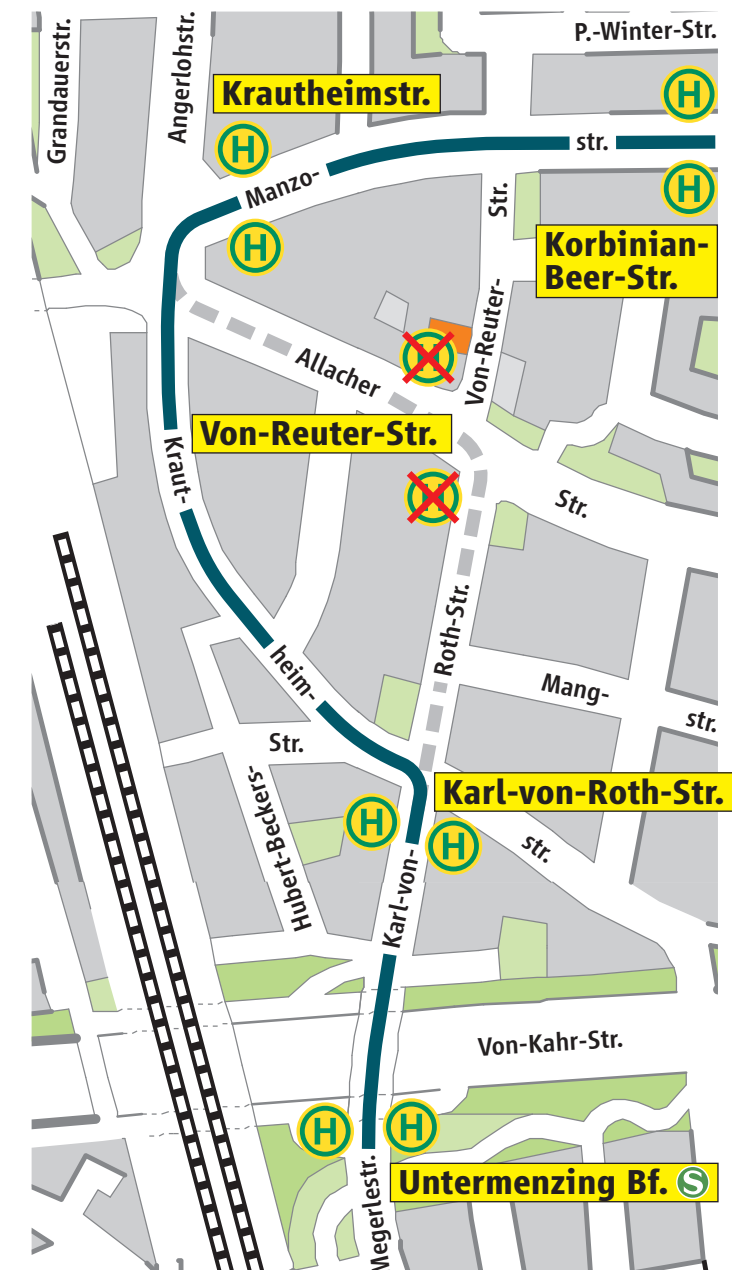 Grandauerstr.
Angerlohstr.
P.-Winter-Str.
Krautheimstr.
H
H
str.
Manzo-
H
H
Str.
Korbinian-
Beer-Str.
Von-Reuter-
Allacher
H
Von-Reuter-Str.
Kraut-
H
Str.
Roth-Str.
heim-
Mang-
str.
Str.
Hubert-Beckers-
Karl-von-Roth-Str.
H
H
str.
Karl-von-
Von-Kahr-Str.
H
H
Untermenzing Bf. S
Megerlestr.